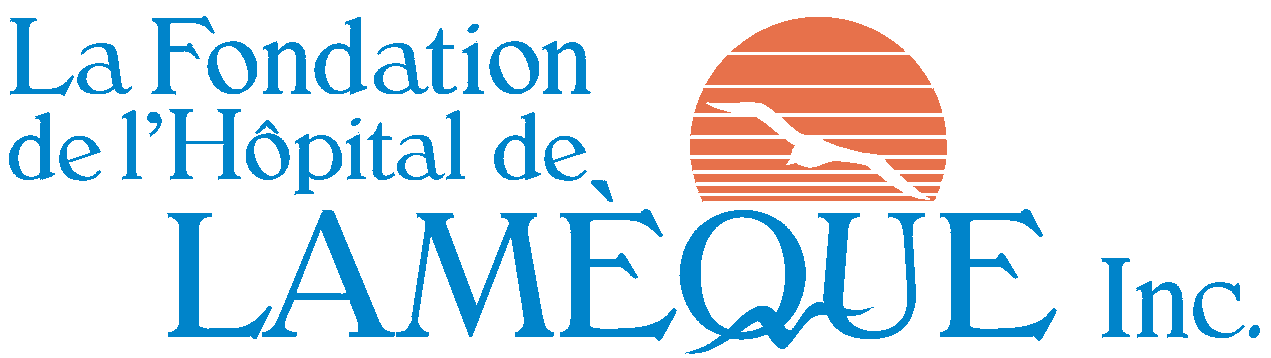 La Fondation
de l'Hôpital de
LAMÈQUE Inc.